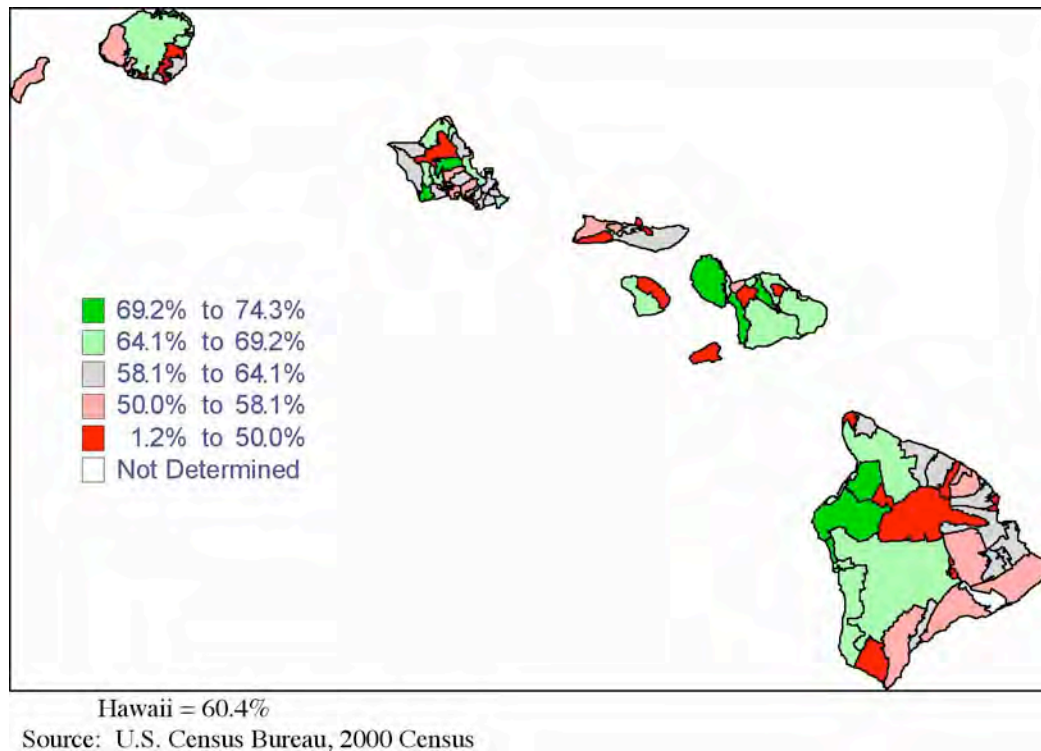 69.2% to 74.3%
64.1% to 69.2%
58.1% to 64.1%
50.0% to 58.1%
1.2% to 50.0%
Not Determined
Hawaii = 60.4%
Source: U.S. Census Bureau, 2000 Census